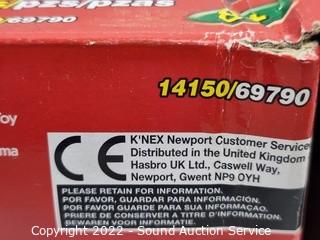 /pzs/pzas
/69790
14150/69790
Toy
CE
K'NEX Newport Customer Service
Distributed in the United Kingdom
Hasbro UK Ltd., Caswell Way,
Newport, Gwent NP9 0YH
PLEASE RETAIN FOR INFORMATION.
POR FAVOR, GUARDAR PARA INFORMACIÓN.
POR FAVOR GUARDE PARA SUA INFORMAÇAO.
PRIERE DE CONSERVER A TITRE D'INFORMATION
BEWAREN VOOR INFORMATIE.
Copyright 2022 - Sound Auction Service